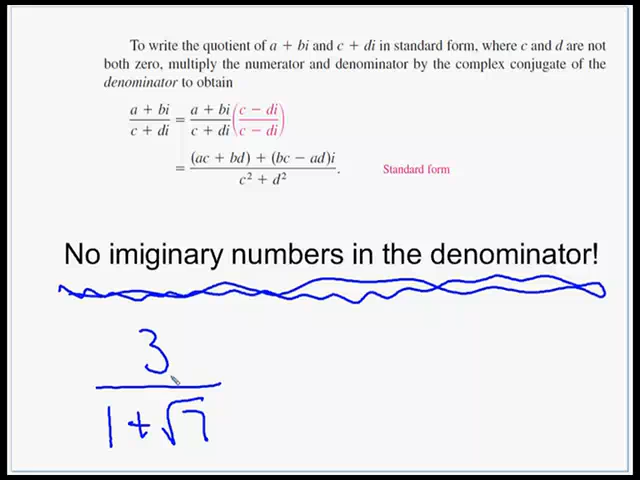 To write the quotient of a + bi and c + di in standard form, where c and d are not
both zero, multiply the numerator and denominator by the complex conjugate of the
denominator to obtain
a + bi / c + di = a + bi / c + di (c − di / c − di)
= (ac + bd) + (bc − ad)i / c² + d². Standard form
No imiginary numbers in the denominator!
3
1 + √7